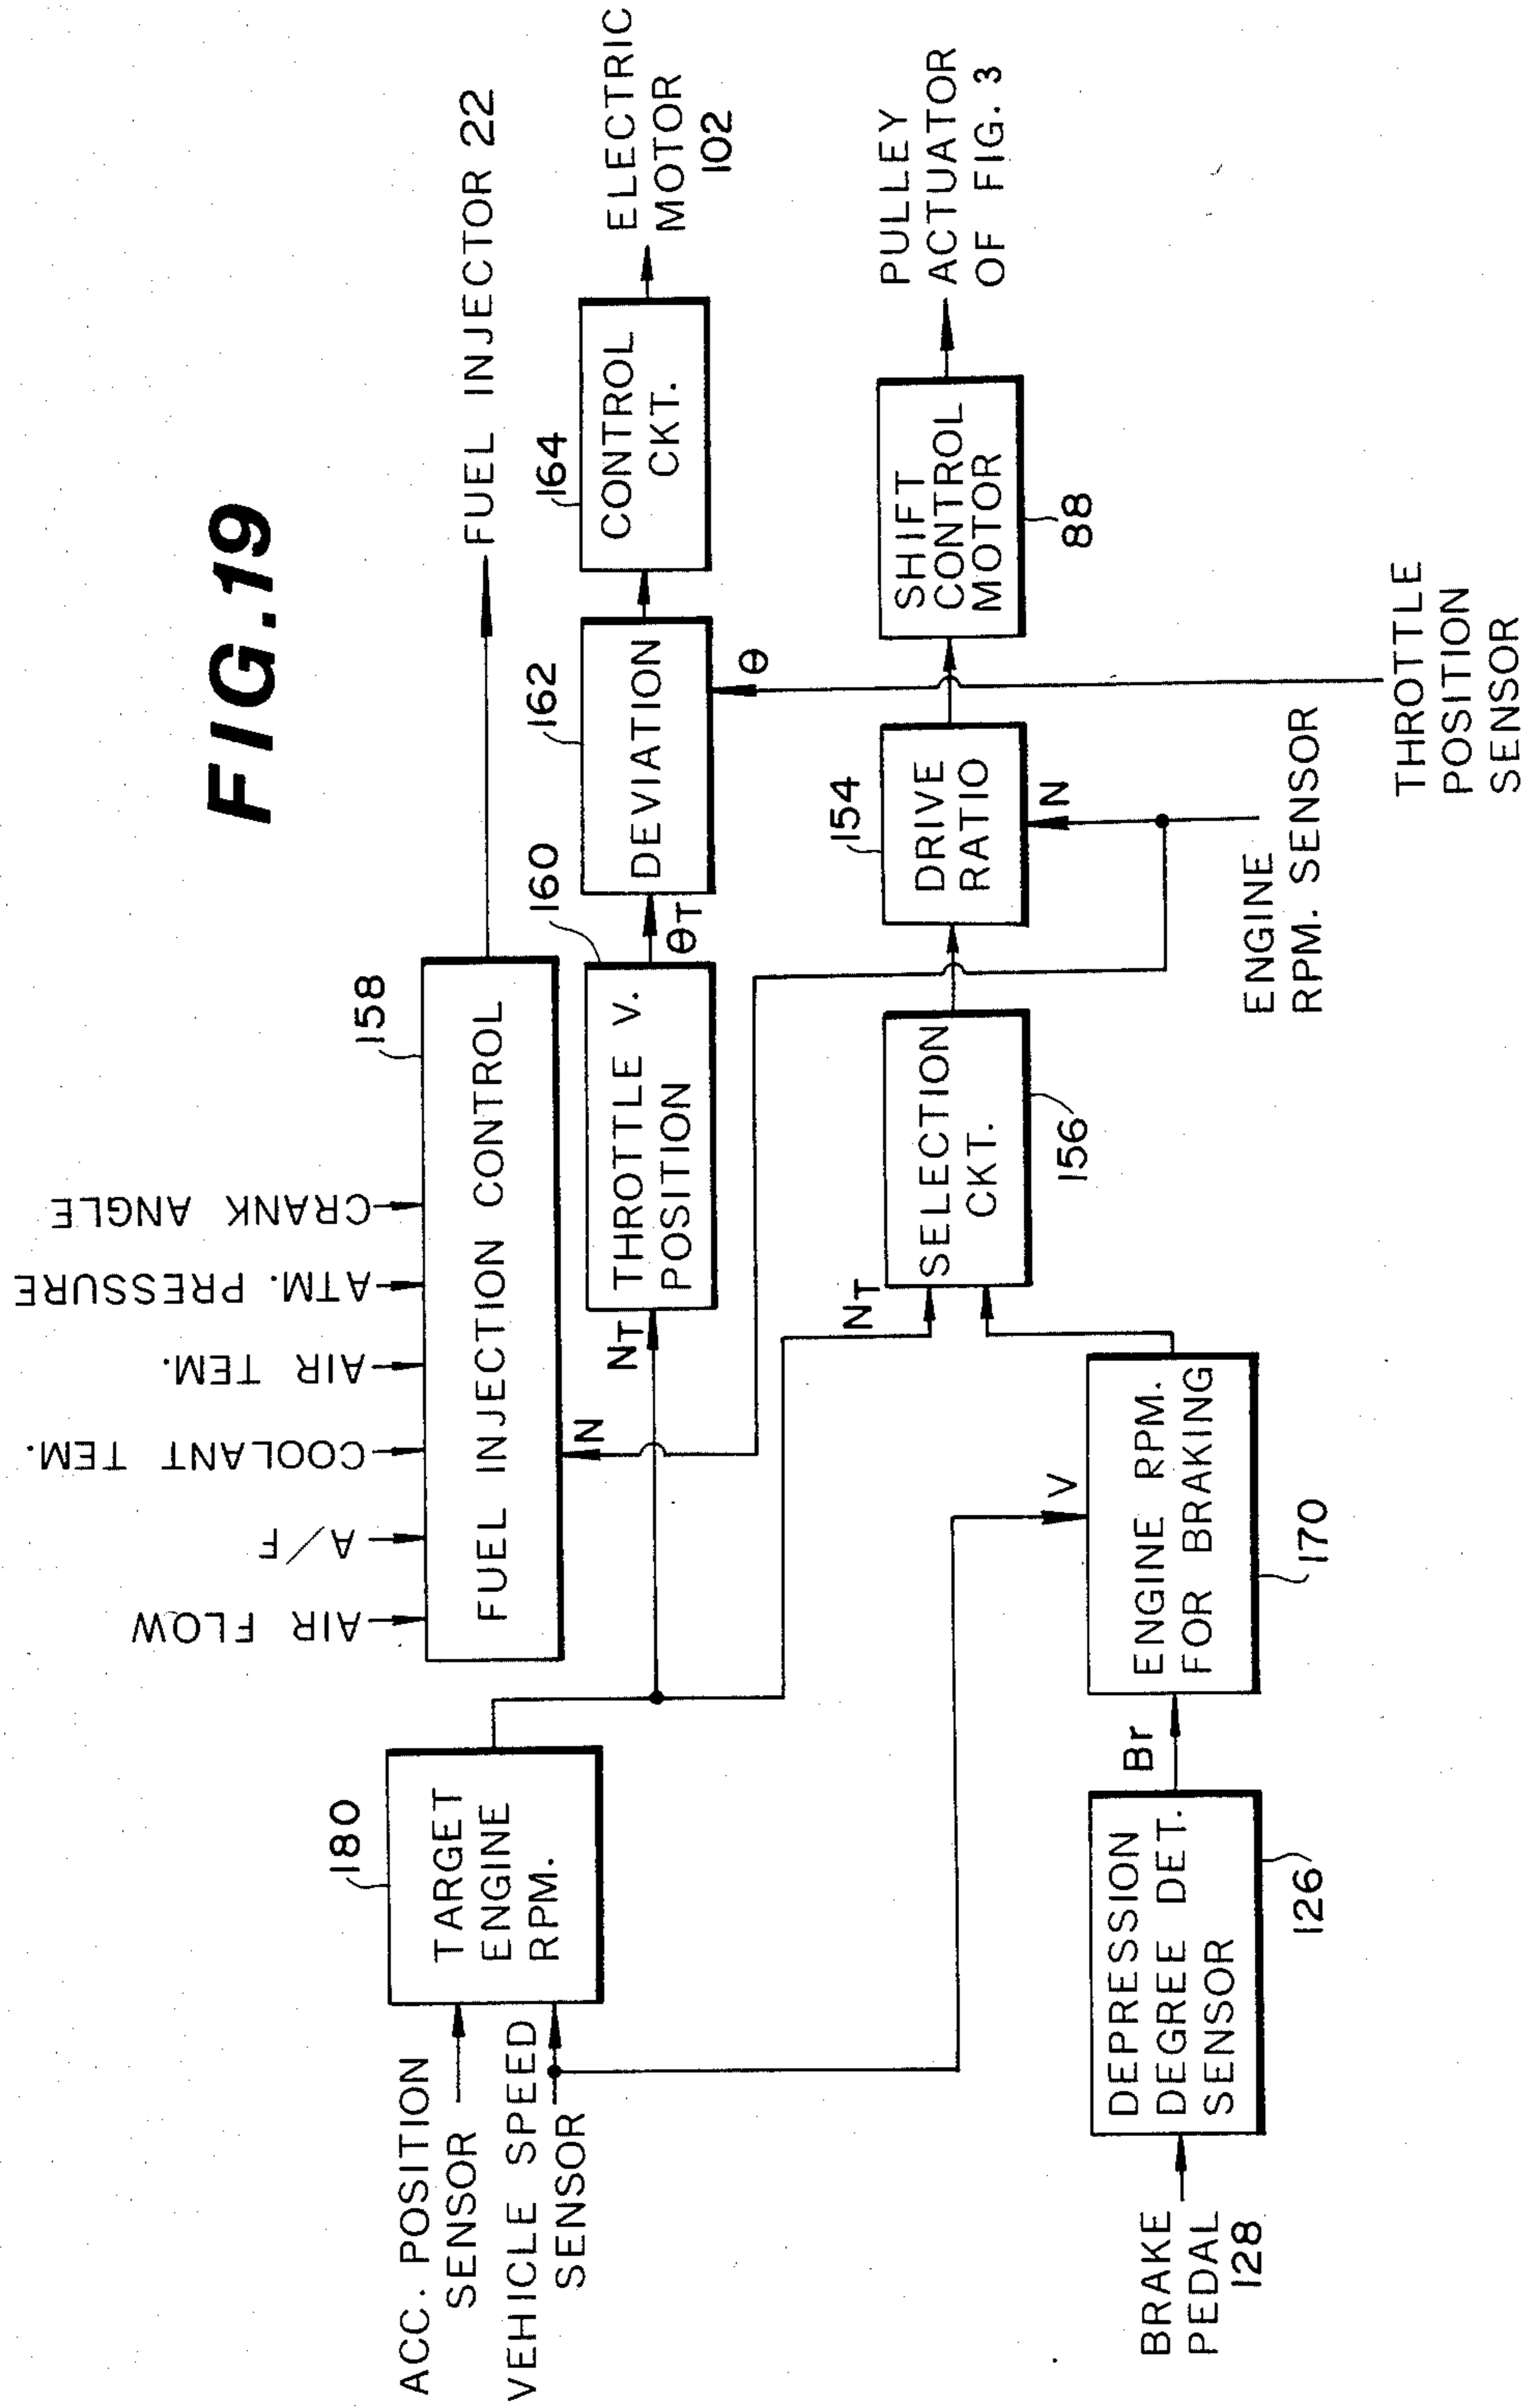 FIG.19
CRANK ANGLE
ATM. PRESSURE
AIR TEM.
COOLANT TEM.
A/F
AIR FLOW
158
FUEL INJECTION CONTROL
FUEL INJECTOR 22
N
180
TARGET
ENGINE
RPM.
ACC. POSITION
SENSOR
VEHICLE SPEED
SENSOR
NT
160
THROTTLE V.
POSITION
θT
162
DEVIATION
θ
164
CONTROL
CKT.
ELECTRIC
MOTOR
102
NT
SELECTION
CKT.
156
154
DRIVE
RATIO
N
SHIFT
CONTROL
MOTOR
88
PULLEY
ACTUATOR
OF FIG. 3
V
ENGINE RPM.
FOR BRAKING
170
Br
DEPRESSION
DEGREE DET.
SENSOR
126
BRAKE
PEDAL
128
ENGINE
RPM. SENSOR
THROTTLE
POSITION
SENSOR